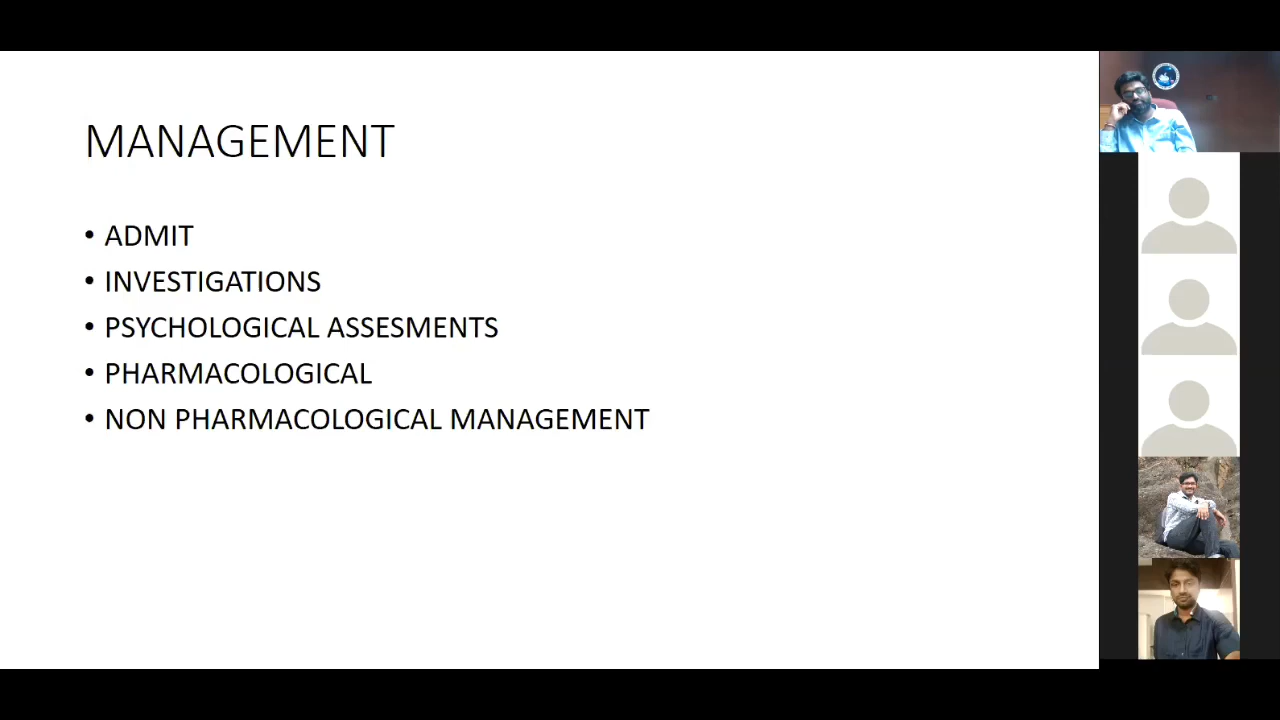 MANAGEMENT
• ADMIT
• INVESTIGATIONS
• PSYCHOLOGICAL ASSESMENTS
• PHARMACOLOGICAL
• NON PHARMACOLOGICAL MANAGEMENT